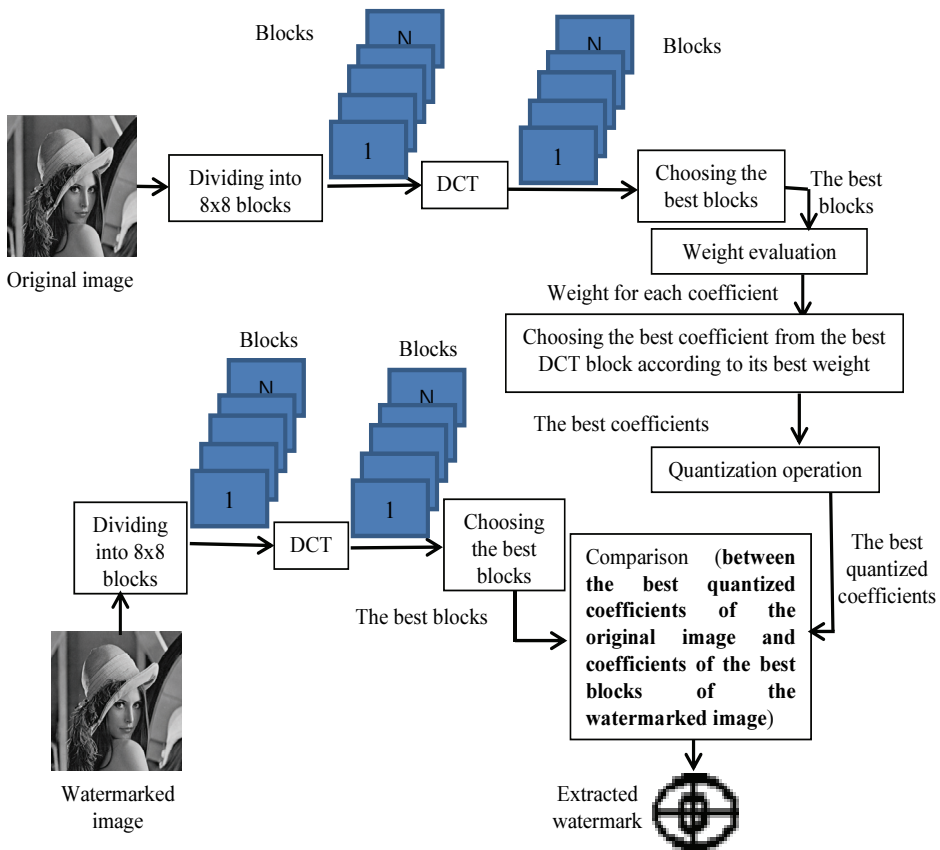 Blocks
N
1
Blocks
N
1
Original image
Dividing into
8x8 blocks
DCT
Choosing the
best blocks
The best
blocks
Weight evaluation
Weight for each coefficient
Choosing the best coefficient from the best
DCT block according to its best weight
The best coefficients
Quantization operation
The best
quantized
coefficients
Blocks
N
1
Blocks
N
1
Dividing
into 8x8
blocks
DCT
Choosing
the best
blocks
The best blocks
Watermarked
image
Comparison (between
the best quantized
coefficients of the
original image and
coefficients of the best
blocks of the
watermarked image)
Extracted
watermark